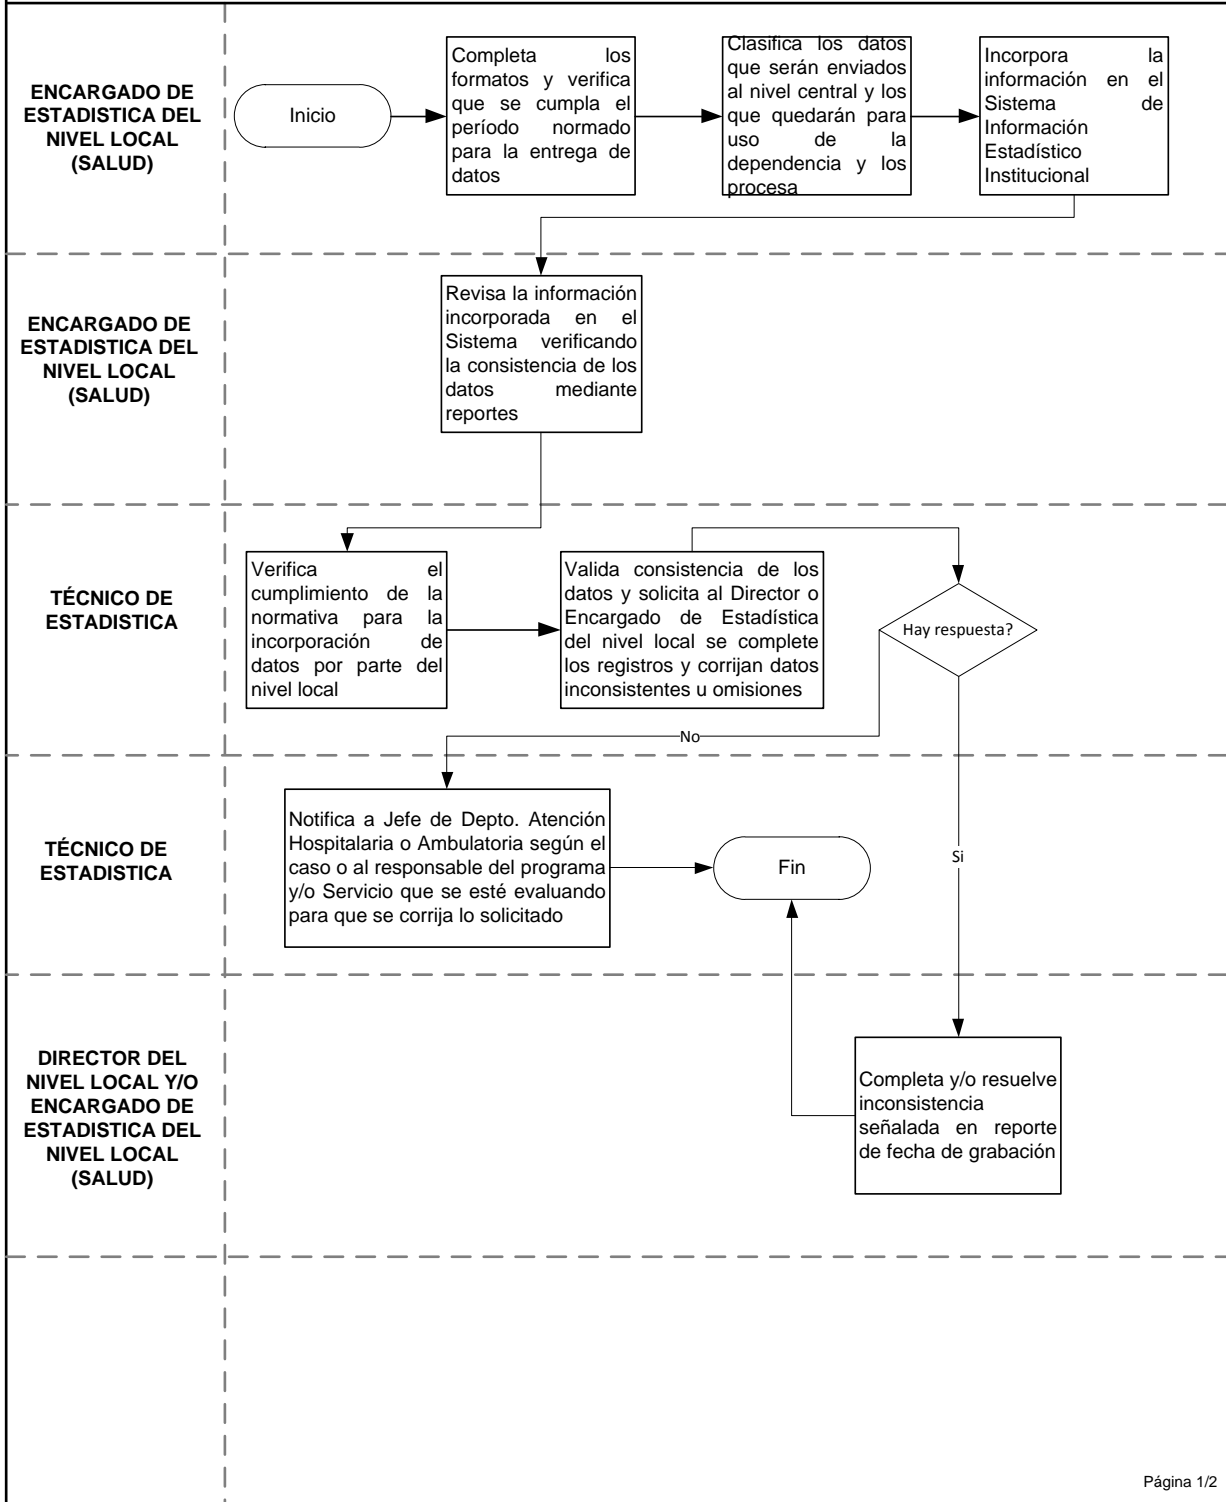 ENCARGADO DE
ESTADISTICA DEL
NIVEL LOCAL
(SALUD)
Inicio
Completa los
formatos y verifica
que se cumpla el
período normado
para la entrega de
datos
Clasifica los datos
que serán enviados
al nivel central y los
que quedarán para
uso de la
dependencia y los
procesa
Incorpora la
información en el
Sistema de
Información
Estadístico
Institucional
ENCARGADO DE
ESTADISTICA DEL
NIVEL LOCAL
(SALUD)
Revisa la información
incorporada en el
Sistema verificando
la consistencia de los
datos mediante
reportes
TÉCNICO DE
ESTADISTICA
Verifica el
cumplimiento de la
normativa para la
incorporación de
datos por parte del
nivel local
Valida consistencia de los
datos y solicita al Director o
Encargado de Estadística
del nivel local se complete
los registros y corrijan datos
inconsistentes u omisiones
Hay respuesta?
No
Si
TÉCNICO DE
ESTADISTICA
Notifica a Jefe de Depto. Atención
Hospitalaria o Ambulatoria según el
caso o al responsable del programa
y/o Servicio que se esté evaluando
para que se corrija lo solicitado
Fin
DIRECTOR DEL
NIVEL LOCAL Y/O
ENCARGADO DE
ESTADISTICA DEL
NIVEL LOCAL
(SALUD)
Completa y/o resuelve
inconsistencia
señalada en reporte
de fecha de grabación
Página 1/2